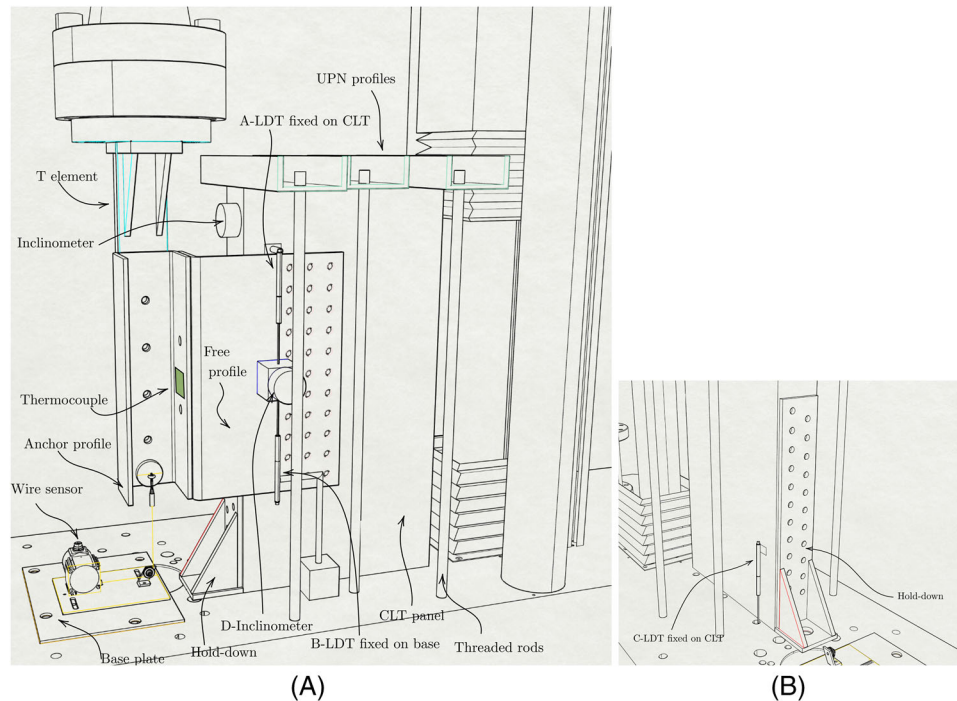 UPN profiles
A-LDT fixed on CLT
T element
Inclinometer
Free
profile
Thermocouple
Anchor profile
Wire sensor
D-Inclinometer
CLT panel
B-LDT fixed on base
Threaded rods
Hold-down
Base plate
Hold-down
C-LDT fixed on CLT
(A)
(B)